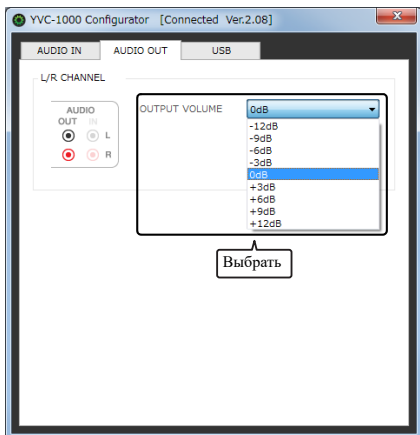 YVC-1000 Configurator [Connected Ver.2.08]
x
AUDIO IN
AUDIO OUT
USB
L/R CHANNEL
AUDIO
OUT IN
L
R
OUTPUT VOLUME
0dB
-12dB
-9dB
-6dB
-3dB
0dB
+3dB
+6dB
+9dB
+12dB
Выбрать